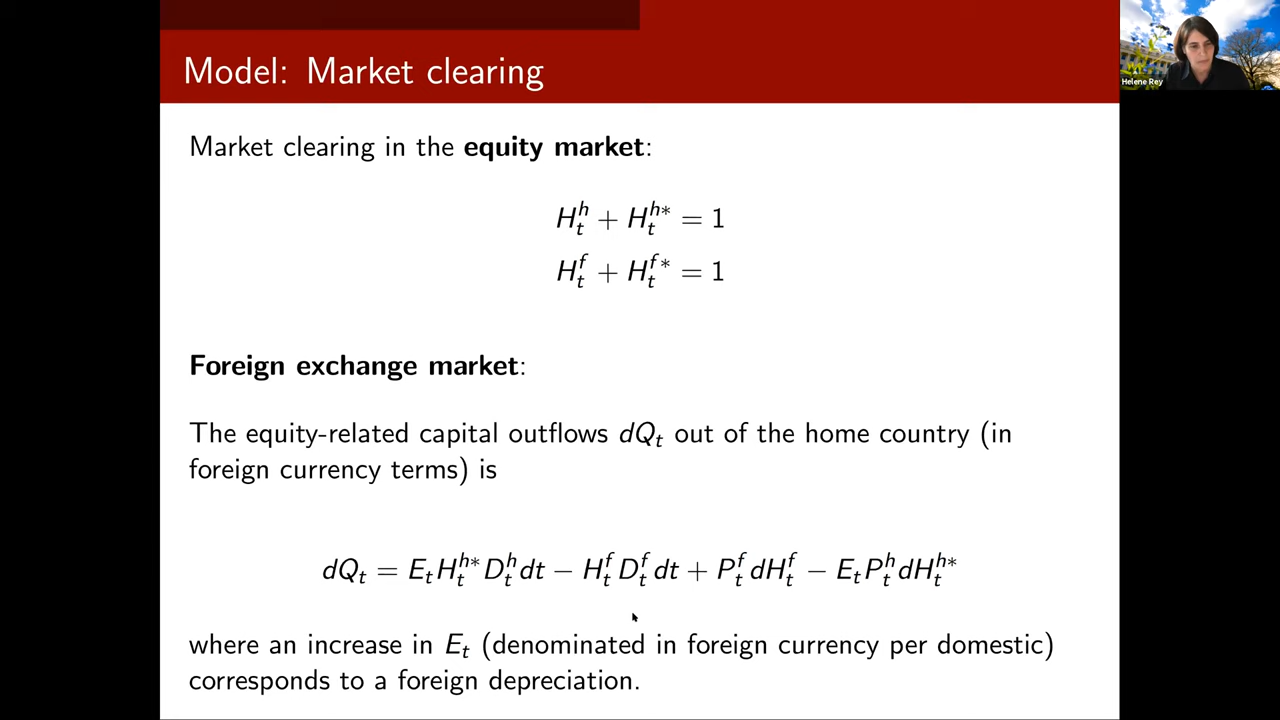 Model: Market clearing
Helene Rey
Market clearing in the equity market:
H_t^h + H_t^{h*} = 1
H_t^f + H_t^{f*} = 1
Foreign exchange market:
The equity-related capital outflows dQ_t out of the home country (in
foreign currency terms) is
dQ_t = E_t H_t^{h*} D_t^h dt − H_t^f D_t^f dt + P_t^f dH_t^f − E_t P_t^h dH_t^{h*}
where an increase in E_t (denominated in foreign currency per domestic)
corresponds to a foreign depreciation.